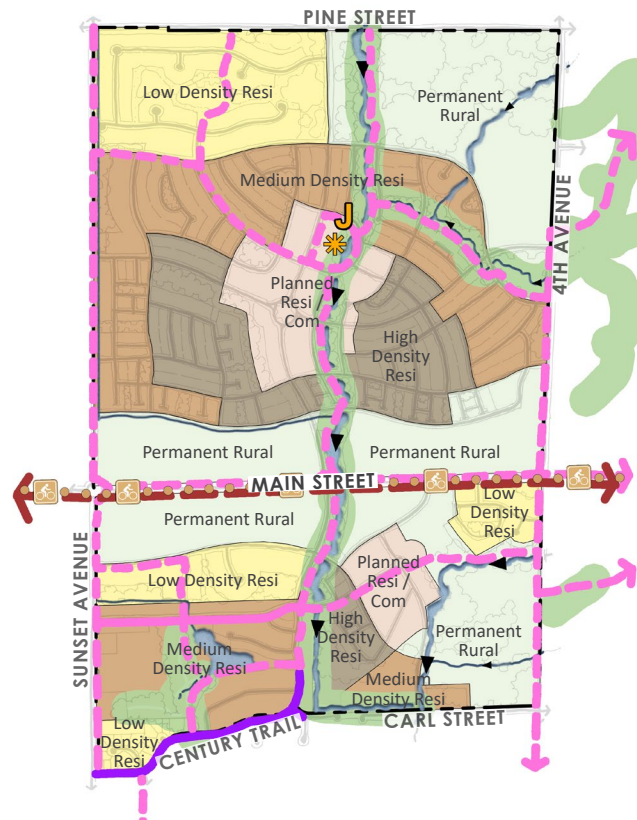 PINE STREET
Low Density Resi
Permanent
Rural
Medium Density Resi
J
4TH AVENUE
Planned
Resi /
Com
High
Density
Resi
Permanent Rural
Permanent Rural
MAIN STREET
Low
Density
Resi
Permanent Rural
Planned
Resi /
Com
Low Density Resi
SUNSET AVENUE
High
Density
Resi
Permanent
Rural
Medium
Density Resi
Medium
Density Resi
Low
Density
Resi
CENTURY TRAIL
CARL STREET